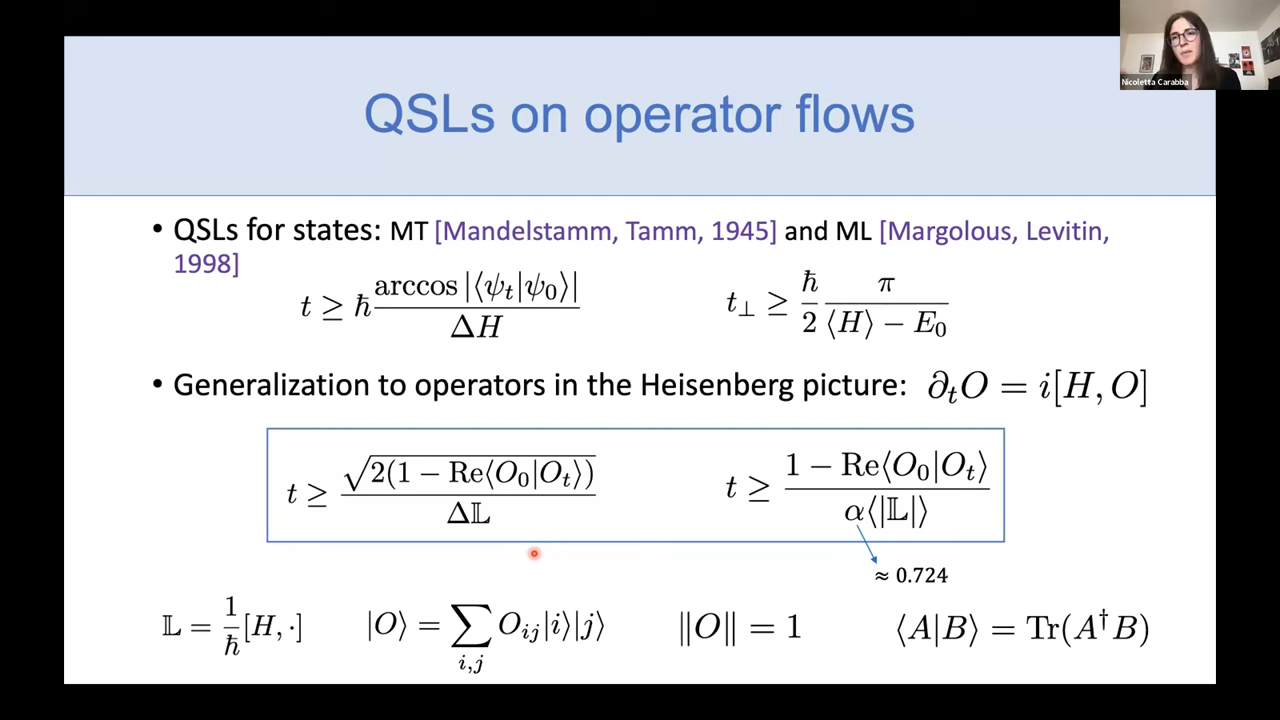 Nicoletta Carabba
QSLs on operator flows
• QSLs for states: MT [Mandelstamm, Tamm, 1945] and ML [Margolous, Levitin,
1998]
t ≥ ħ arccos |⟨ψ_t|ψ_0⟩| / ΔH
t_⊥ ≥ ħ/2 π/(⟨H⟩ − E_0)
• Generalization to operators in the Heisenberg picture: ∂_t O = i[H, O]
t ≥ √(2(1 − Re⟨O_0|O_t⟩)) / Δ𝕃
t ≥ (1 − Re⟨O_0|O_t⟩) / (α⟨|𝕃|⟩)
≈ 0.724
𝕃 = 1/ħ [H, ·]
|O⟩ = ∑_{i,j} O_{ij}|i⟩|j⟩
‖O‖ = 1
⟨A|B⟩ = Tr(A†B)